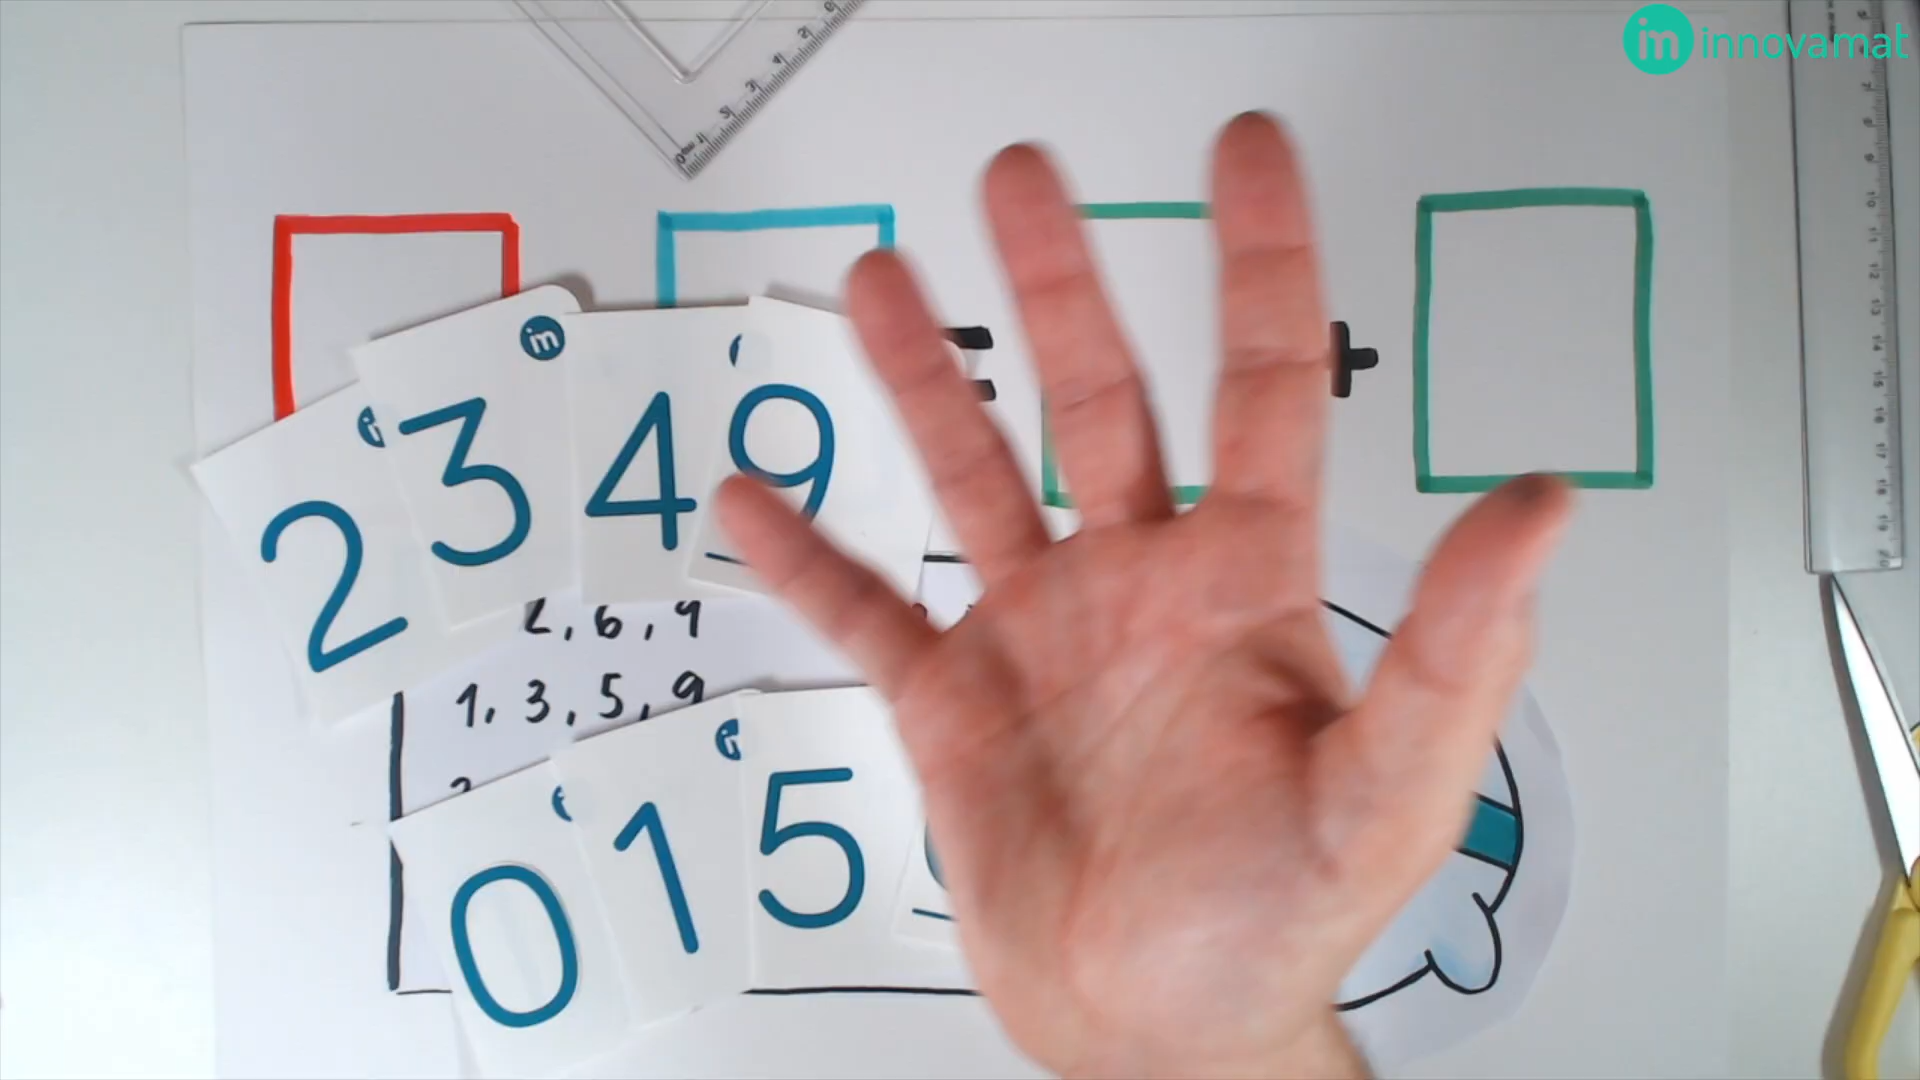 innovamat
=
+
2 3 4 9
2, 6, 9
1, 3, 5, 9
0 1 5